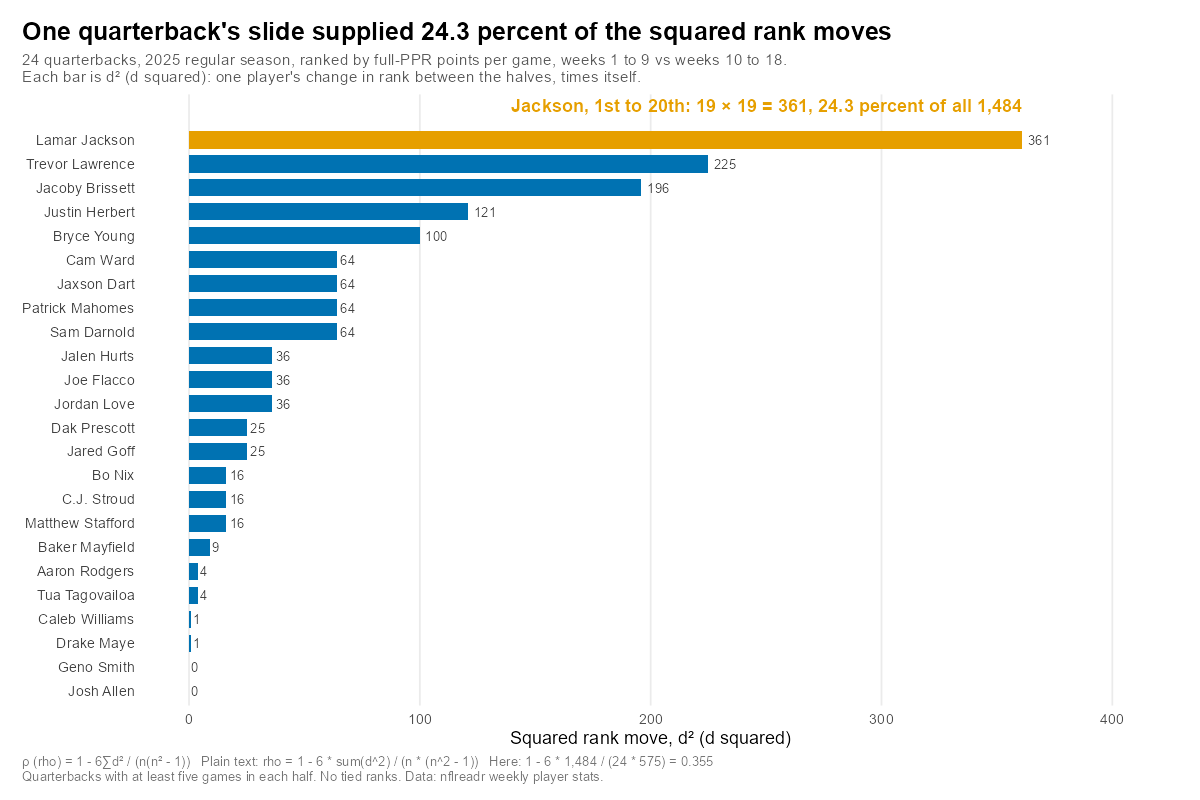 One quarterback's slide supplied 24.3 percent of the squared rank moves
24 quarterbacks, 2025 regular season, ranked by full-PPR points per game, weeks 1 to 9 vs weeks 10 to 18.
Each bar is d² (d squared): one player's change in rank between the halves, times itself.
Jackson, 1st to 20th: 19 × 19 = 361, 24.3 percent of all 1,484
Lamar Jackson 361
Trevor Lawrence 225
Jacoby Brissett 196
Justin Herbert 121
Bryce Young 100
Cam Ward 64
Jaxson Dart 64
Patrick Mahomes 64
Sam Darnold 64
Jalen Hurts 36
Joe Flacco 36
Jordan Love 36
Dak Prescott 25
Jared Goff 25
Bo Nix 16
C.J. Stroud 16
Matthew Stafford 16
Baker Mayfield 9
Aaron Rodgers 4
Tua Tagovailoa 4
Caleb Williams 1
Drake Maye 1
Geno Smith 0
Josh Allen 0
0 100 200 300 400
Squared rank move, d² (d squared)
ρ (rho) = 1 - 6∑d² / (n(n² - 1)) Plain text: rho = 1 - 6 * sum(d^2) / (n * (n^2 - 1)) Here: 1 - 6 * 1,484 / (24 * 575) = 0.355
Quarterbacks with at least five games in each half. No tied ranks. Data: nflreadr weekly player stats.